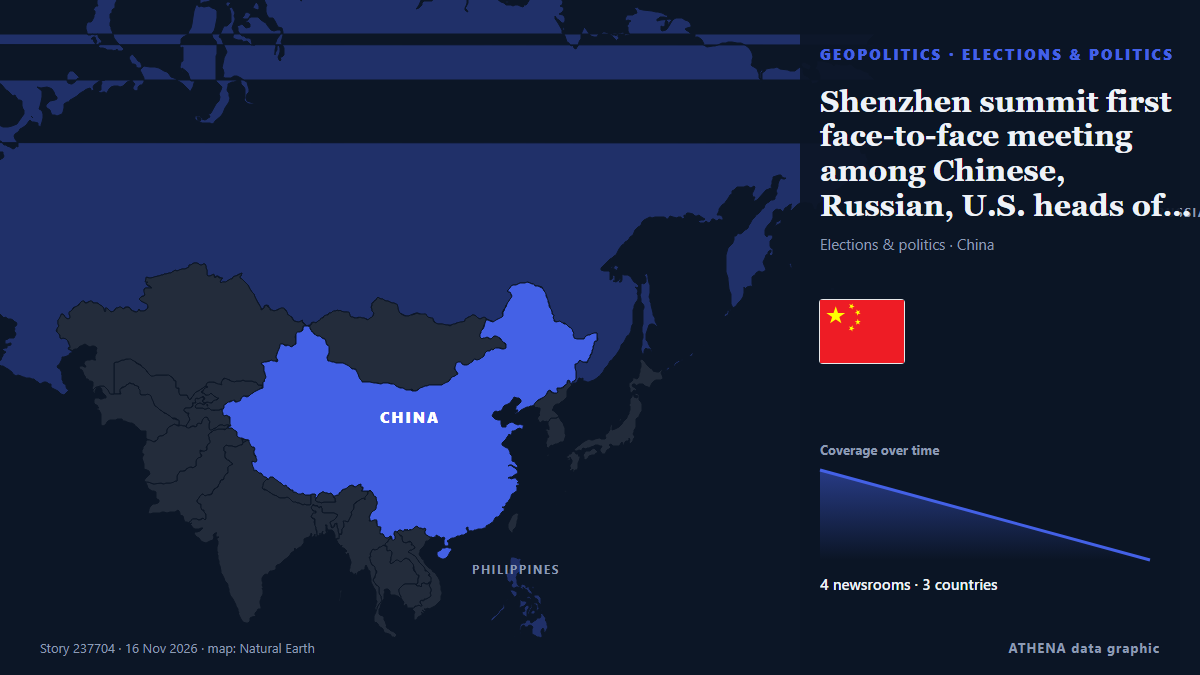 GEOPOLITICS · ELECTIONS & POLITICS
Shenzhen summit first
face-to-face meeting
among Chinese,
Russian, U.S. heads of…
Elections & politics · China
CHINA
Coverage over time
PHILIPPINES
4 newsrooms · 3 countries
Story 237704 · 16 Nov 2026 · map: Natural Earth
ATHENA data graphic